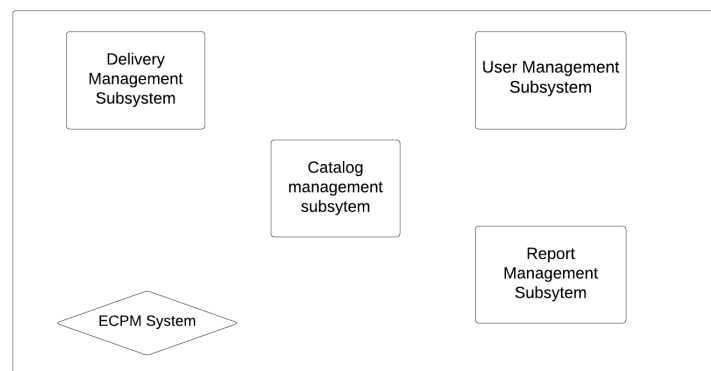 Delivery
Management
Subsystem
User Management
Subsystem
Catalog
management
subsytem
Report
Management
Subsytem
ECPM System